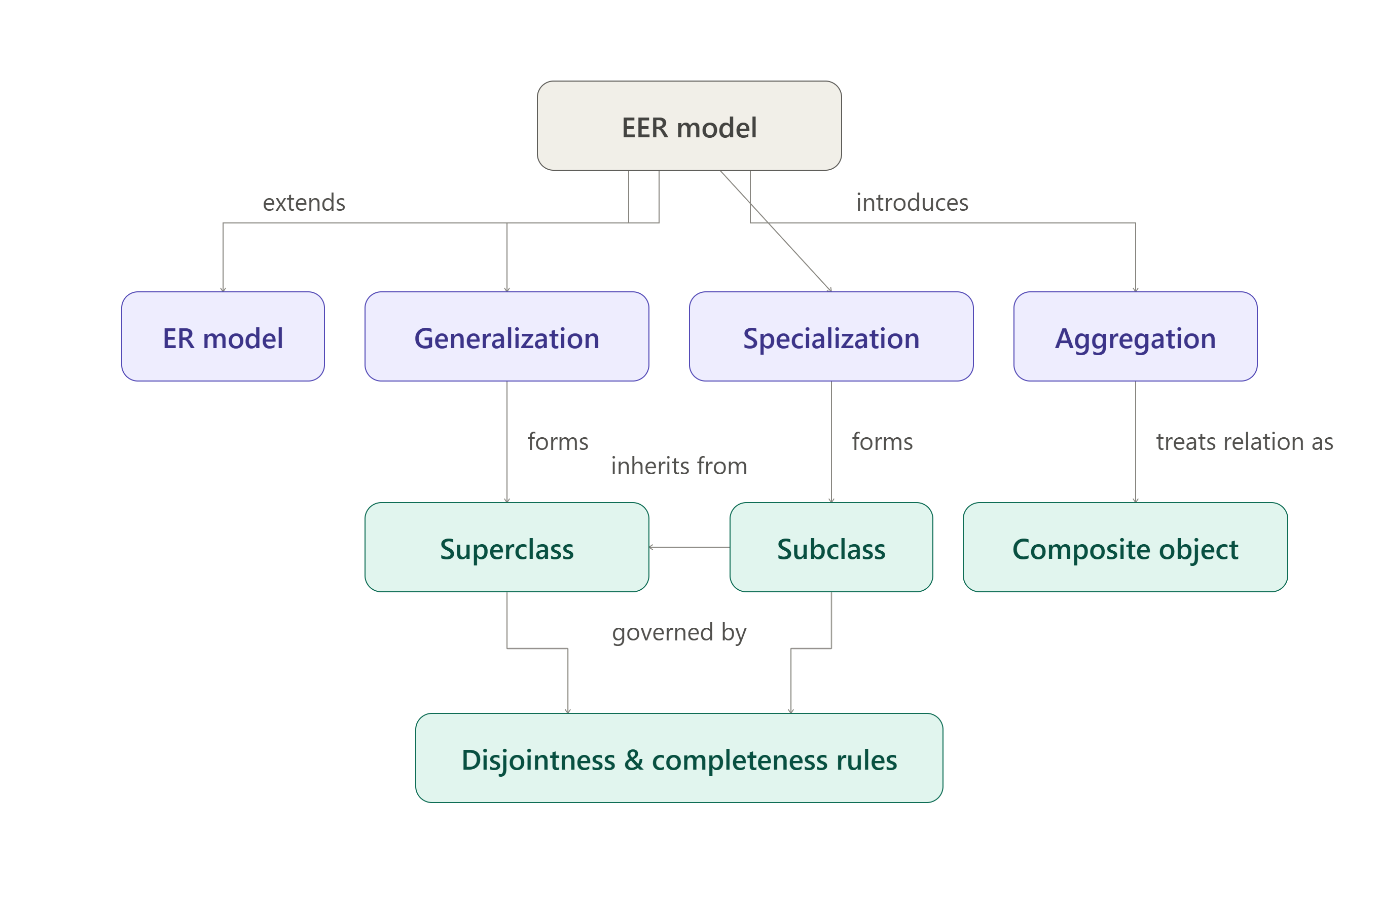 EER model
extends
introduces
ER model
Generalization
Specialization
Aggregation
forms
forms
treats relation as
inherits from
Superclass
Subclass
Composite object
governed by
Disjointness & completeness rules